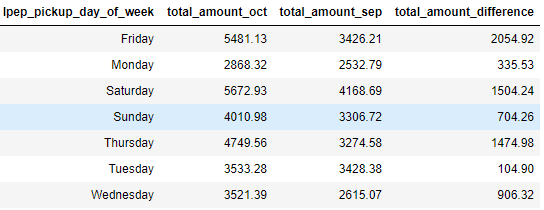 lpep_pickup_day_of_week total_amount_oct total_amount_sep total_amount_difference
Friday 5481.13 3426.21 2054.92
Monday 2868.32 2532.79 335.53
Saturday 5672.93 4168.69 1504.24
Sunday 4010.98 3306.72 704.26
Thursday 4749.56 3274.58 1474.98
Tuesday 3533.28 3428.38 104.90
Wednesday 3521.39 2615.07 906.32